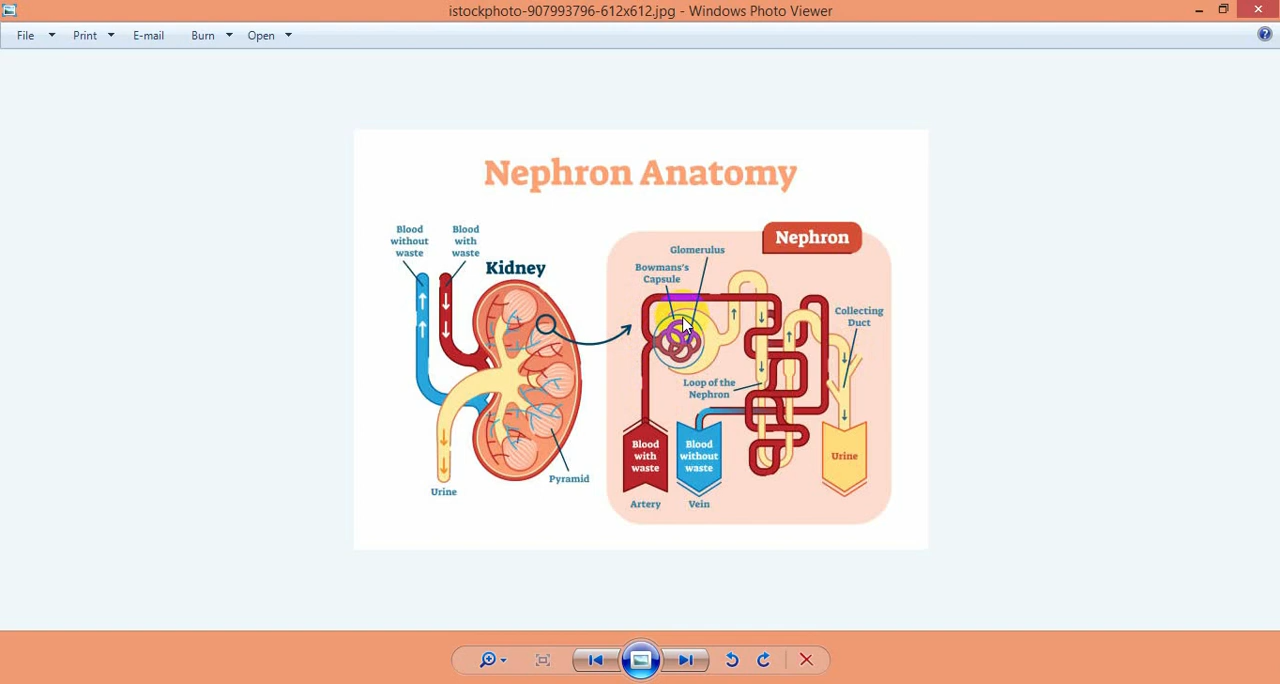 istockphoto-907993796-612x612.jpg - Windows Photo Viewer
File Print E-mail Burn Open
Nephron Anatomy
Blood
without
waste
Blood
with
waste
Kidney
Pyramid
Urine
Nephron
Glomerulus
Bowmans's
Capsule
Collecting
Duct
Loop of the
Nephron
Blood
with
waste
Artery
Blood
without
waste
Vein
Urine